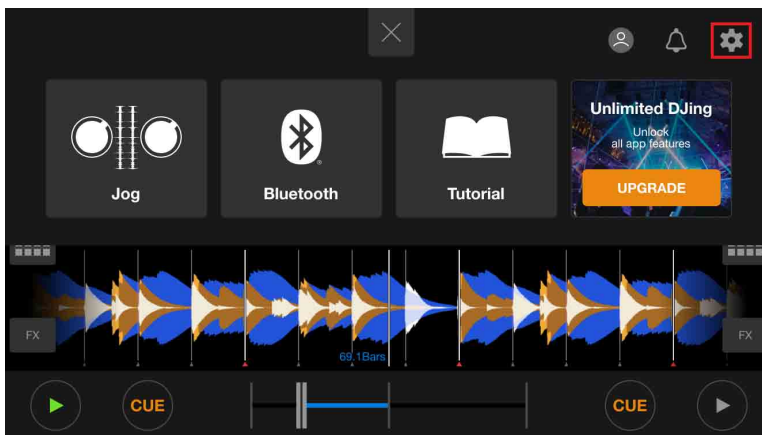 Jog
Bluetooth
Tutorial
Unlimited DJing
Unlock
all app features
UPGRADE
FX
69.1Bars
FX
CUE
CUE